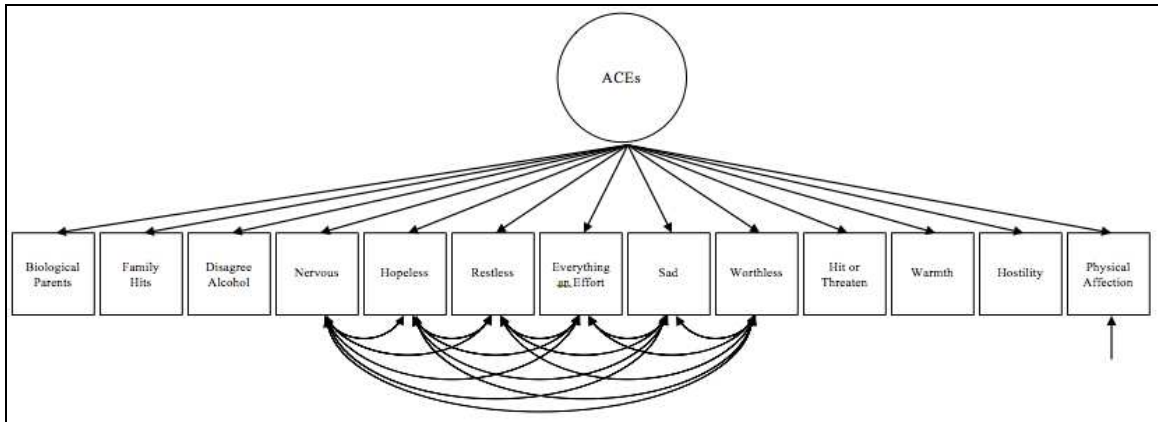 ACEs
Biological
Parents
Family
Hits
Disagree
Alcohol
Nervous
Hopeless
Restless
Everything
an Effort
Sad
Worthless
Hit or
Threaten
Warmth
Hostility
Physical
Affection